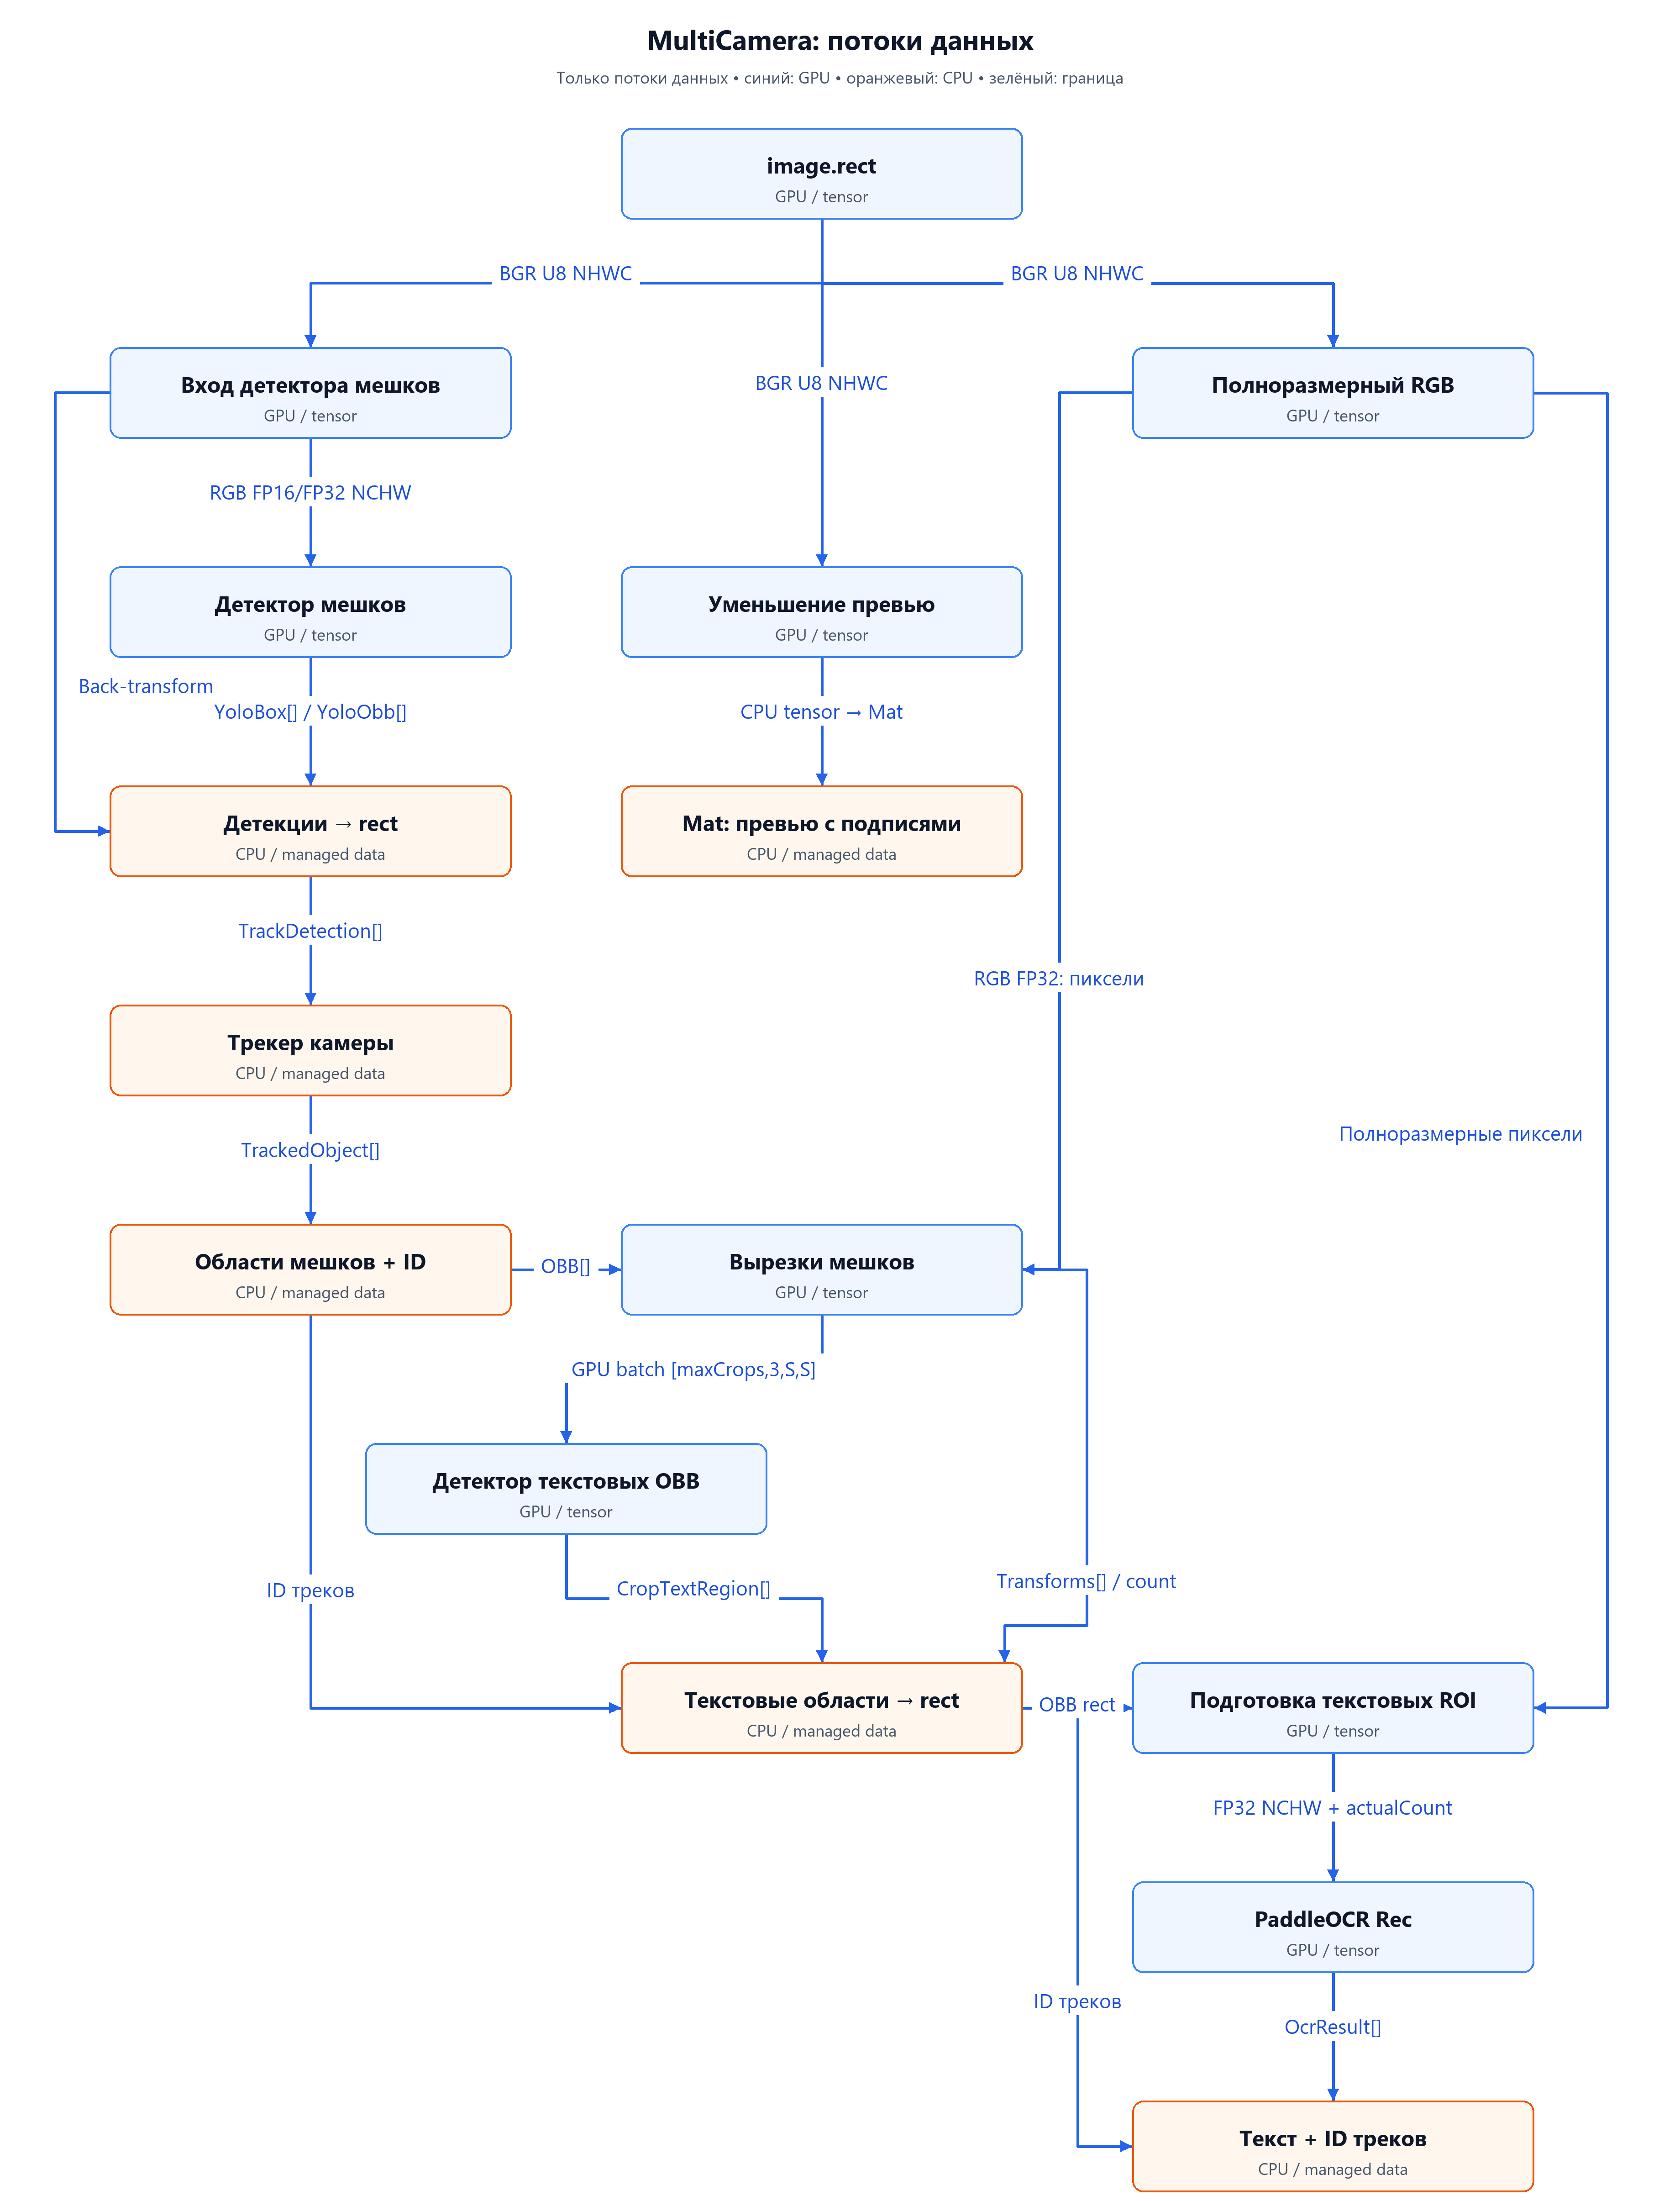 MultiCamera: потоки данных
Только потоки данных • синий: GPU • оранжевый: CPU • зелёный: граница
image.rect
GPU / tensor
BGR U8 NHWC
BGR U8 NHWC
Вход детектора мешков
GPU / tensor
BGR U8 NHWC
Полноразмерный RGB
GPU / tensor
RGB FP16/FP32 NCHW
Детектор мешков
GPU / tensor
Уменьшение превью
GPU / tensor
Back-transform
YoloBox[] / YoloObb[]
CPU tensor → Mat
Детекции → rect
CPU / managed data
Mat: превью с подписями
CPU / managed data
TrackDetection[]
RGB FP32: пиксели
Трекер камеры
CPU / managed data
Полноразмерные пиксели
TrackedObject[]
Области мешков + ID
CPU / managed data
OBB[]
Вырезки мешков
GPU / tensor
GPU batch [maxCrops,3,S,S]
Детектор текстовых OBB
GPU / tensor
ID треков
CropTextRegion[]
Transforms[] / count
Текстовые области → rect
CPU / managed data
OBB rect
Подготовка текстовых ROI
GPU / tensor
FP32 NCHW + actualCount
PaddleOCR Rec
GPU / tensor
ID треков
OcrResult[]
Текст + ID треков
CPU / managed data